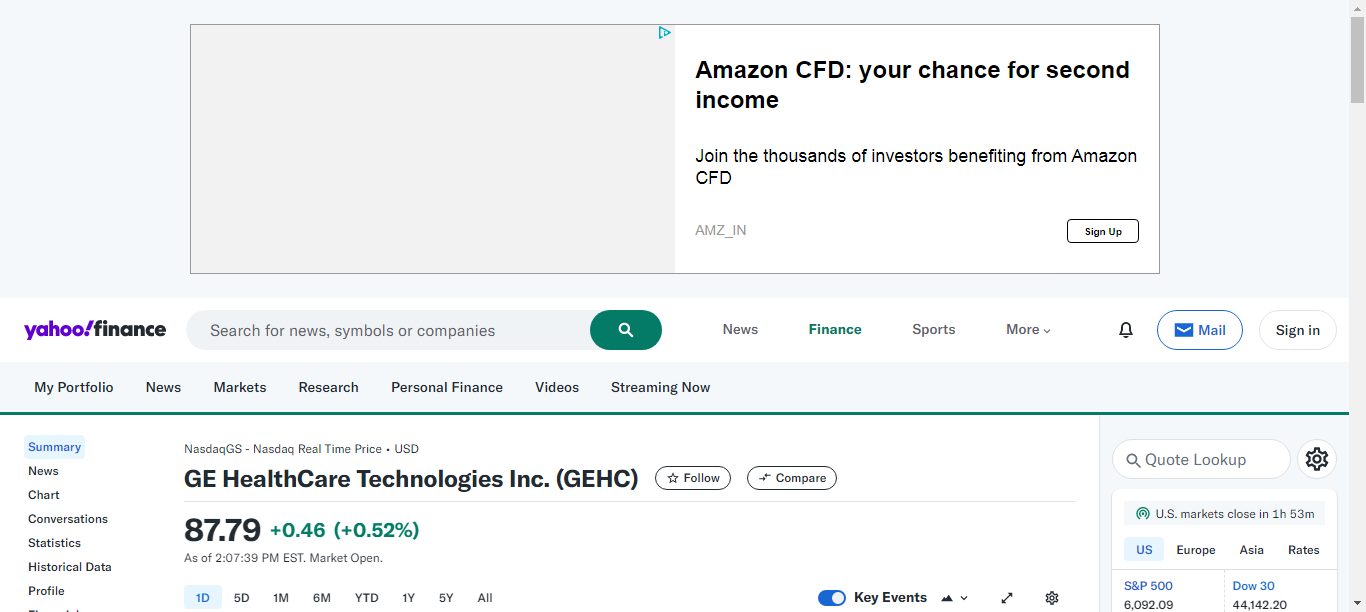 Amazon CFD: your chance for second
income
Join the thousands of investors benefiting from Amazon
CFD
AMZ_IN
Sign Up
yahoo!finance
Search for news, symbols or companies
News
Finance
Sports
More
Mail
Sign in
My Portfolio
News
Markets
Research
Personal Finance
Videos
Streaming Now
Summary
News
Chart
Conversations
Statistics
Historical Data
Profile
NasdaqGS - Nasdaq Real Time Price • USD
GE HealthCare Technologies Inc. (GEHC)
Follow
Compare
87.79 +0.46 (+0.52%)
As of 2:07:39 PM EST. Market Open.
1D
5D
1M
6M
YTD
1Y
5Y
All
Key Events
Quote Lookup
U.S. markets close in 1h 53m
US
Europe
Asia
Rates
S&P 500
6,092.09
Dow 30
44,142.20